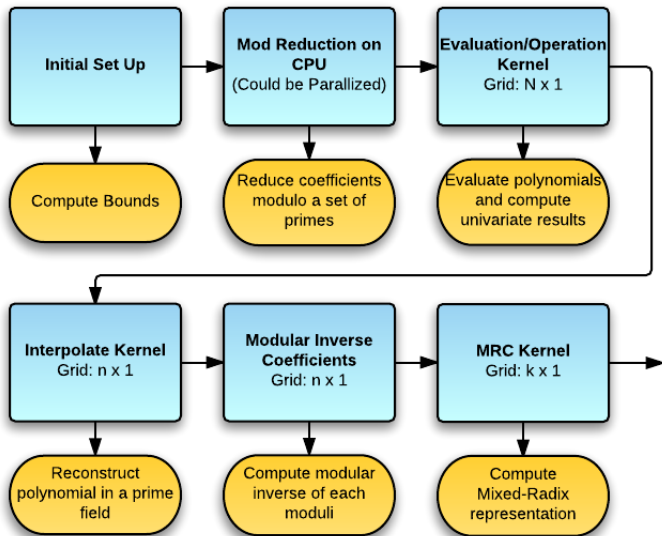 Initial Set Up
Mod Reduction on
CPU
(Could be Parallized)
Evaluation/Operation
Kernel
Grid: N x 1
Compute Bounds
Reduce coefficients
modulo a set of
primes
Evaluate polynomials
and compute
univariate results
Interpolate Kernel
Grid: n x 1
Modular Inverse
Coefficients
Grid: n x 1
MRC Kernel
Grid: k x 1
Reconstruct
polynomial in a prime
field
Compute modular
inverse of each
moduli
Compute
Mixed-Radix
representation